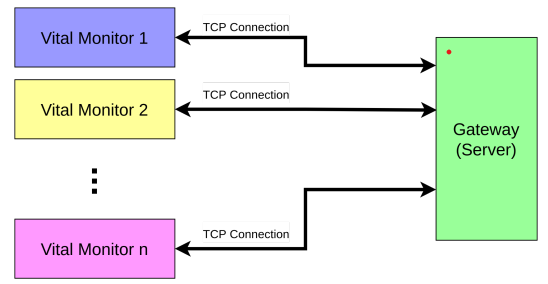 Vital Monitor 1
TCP Connection
Vital Monitor 2
TCP Connection
Gateway
(Server)
Vital Monitor n
TCP Connection